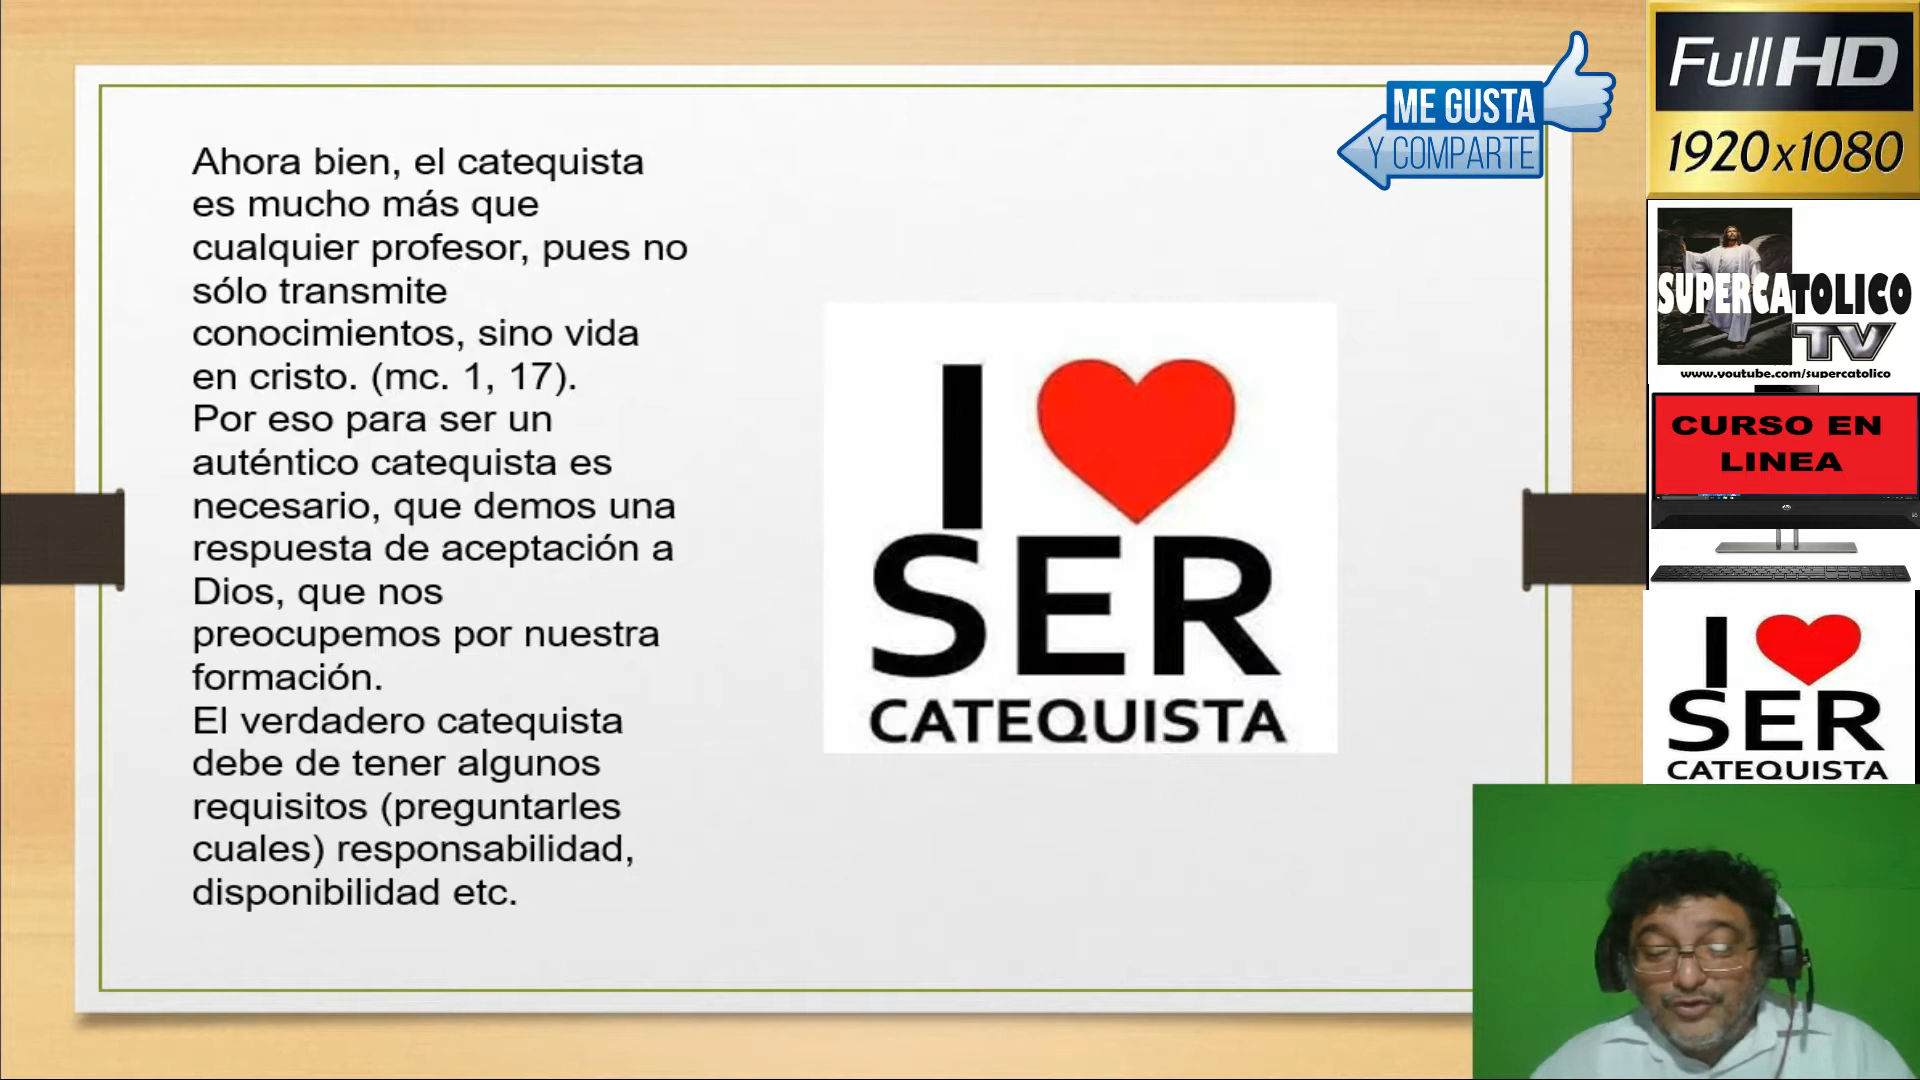 Ahora bien, el catequista
es mucho más que
cualquier profesor, pues no
sólo transmite
conocimientos, sino vida
en cristo. (mc. 1, 17).
Por eso para ser un
auténtico catequista es
necesario, que demos una
respuesta de aceptación a
Dios, que nos
preocupemos por nuestra
formación.
El verdadero catequista
debe de tener algunos
requisitos (preguntarles
cuales) responsabilidad,
disponibilidad etc.
I
SER
CATEQUISTA
ME GUSTA
Y COMPARTE
Full HD
1920x1080
SUPERCATOLICO
TV
www.youtube.com/supercatolico
CURSO EN
LINEA
hp
I
SER
CATEQUISTA